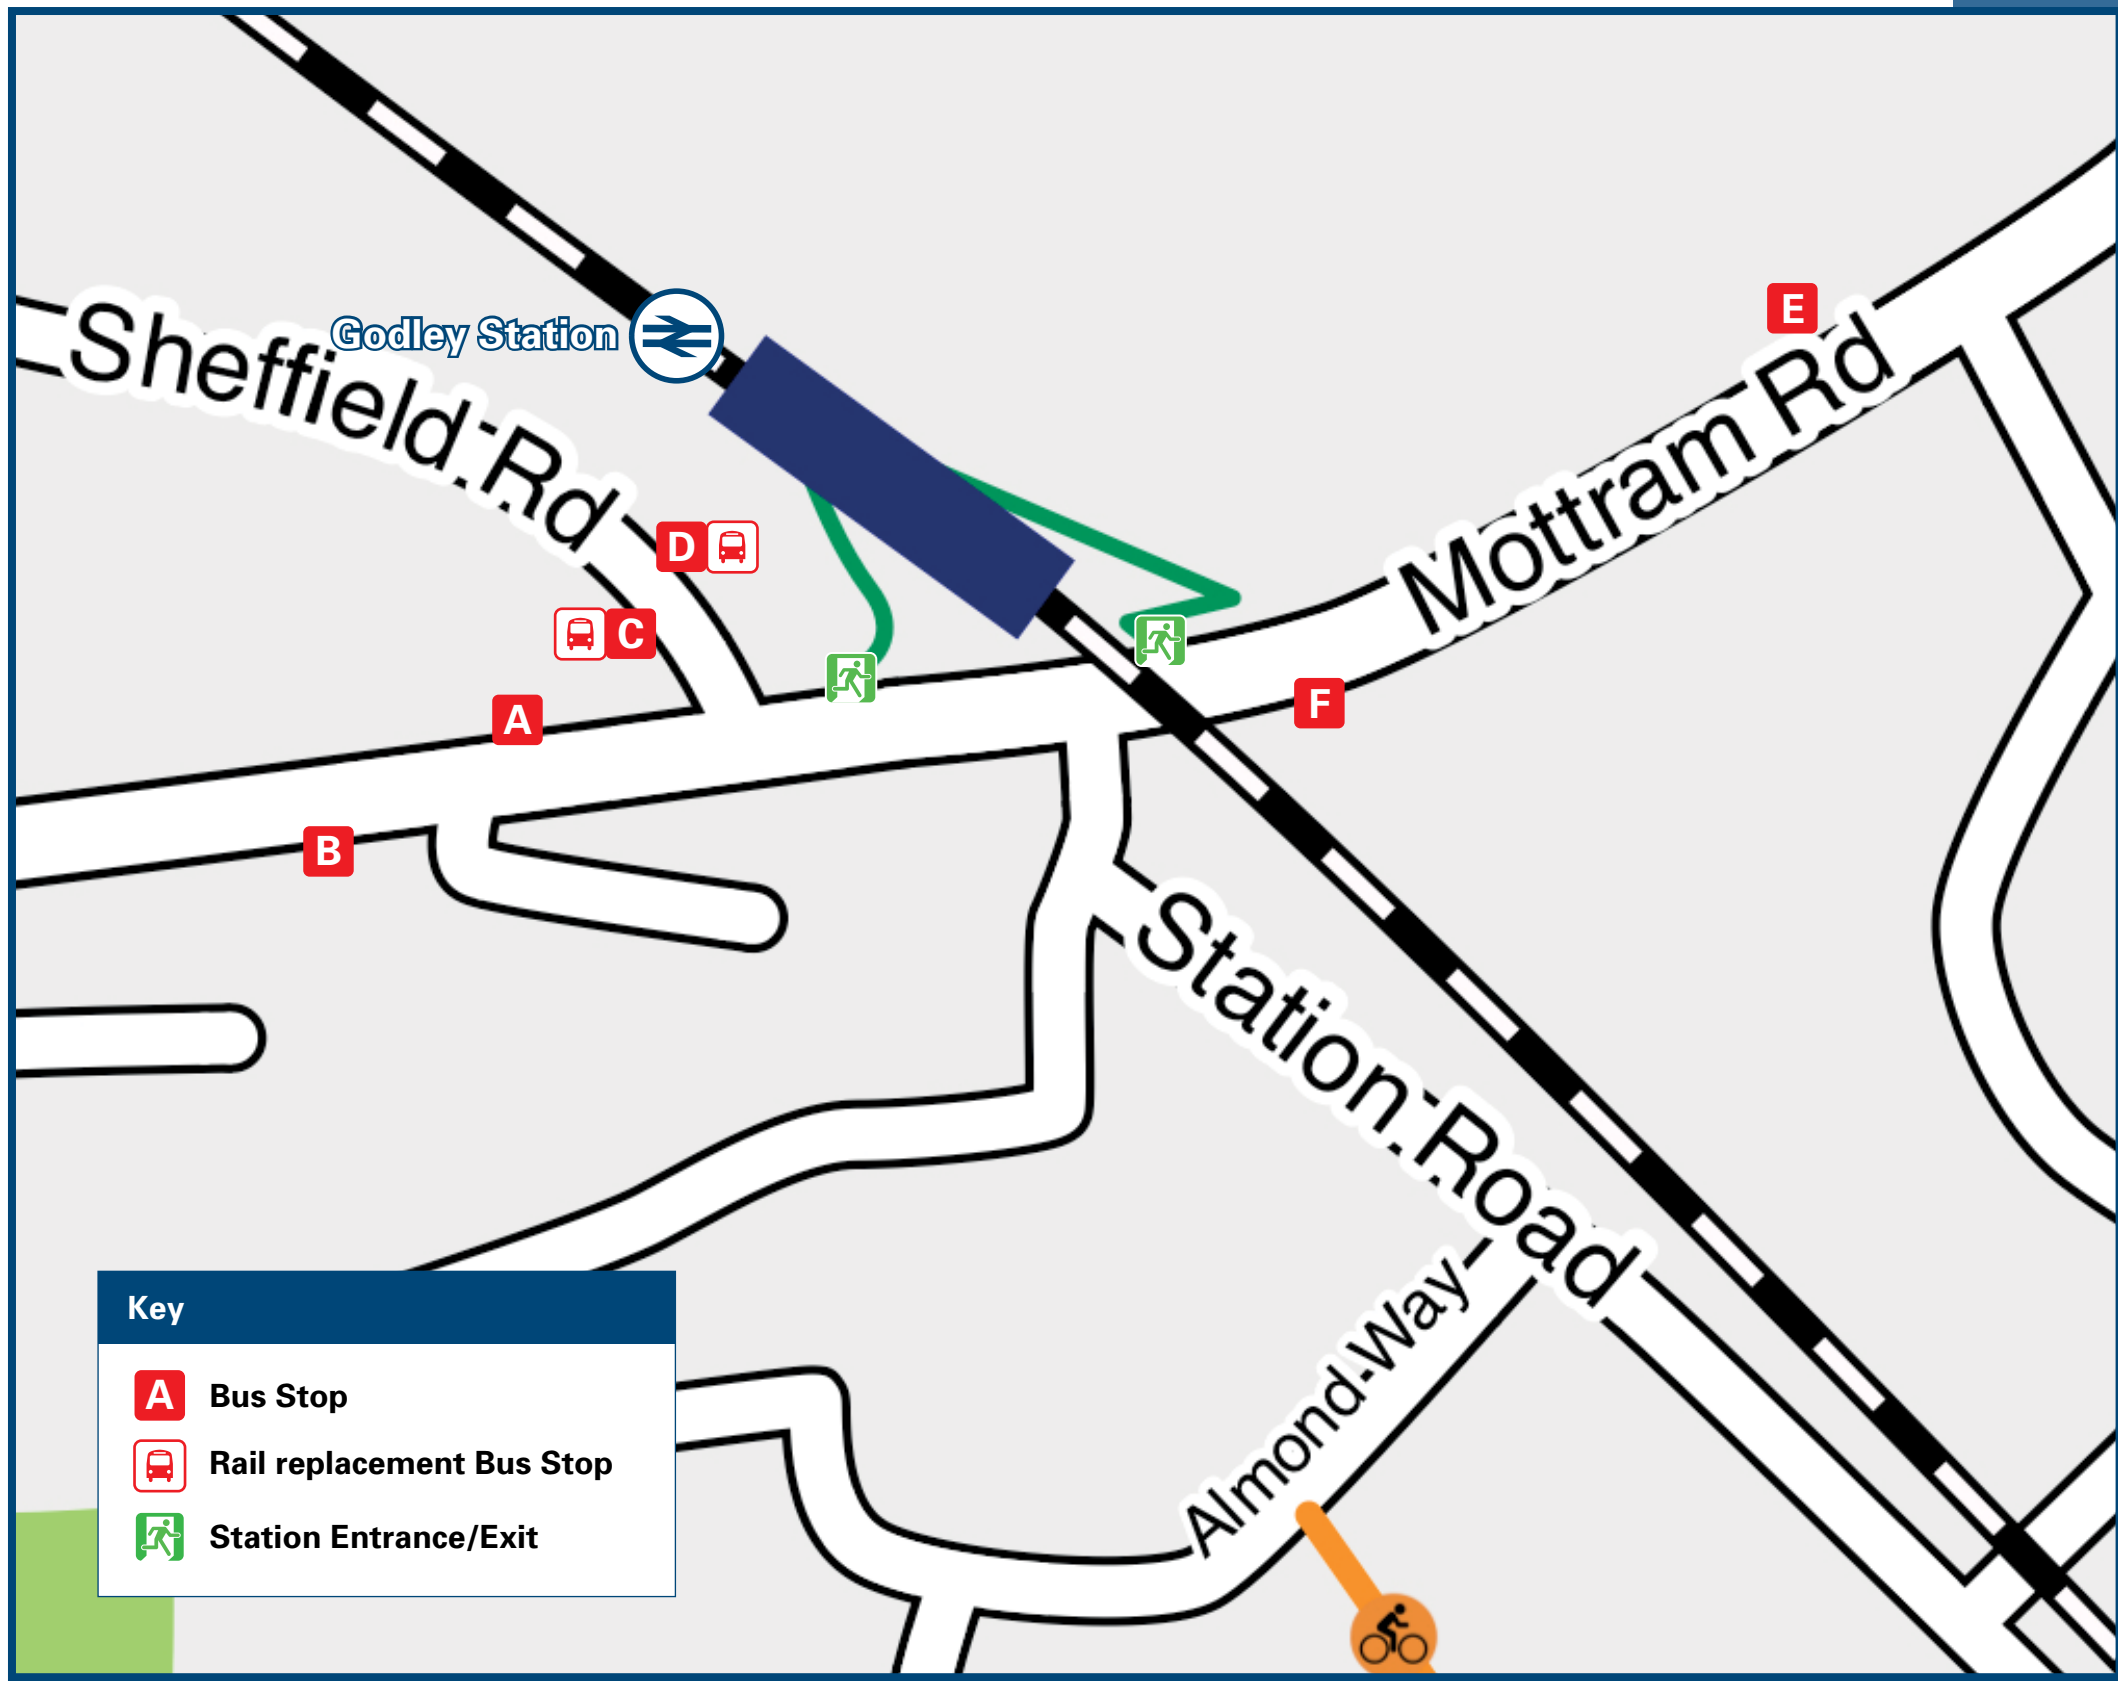 E
Godley Station
Sheffield Rd
Mottram Rd
D
C
A
F
B
Station Road
Almond Way
Key
A Bus Stop
Rail replacement Bus Stop
Station Entrance/Exit